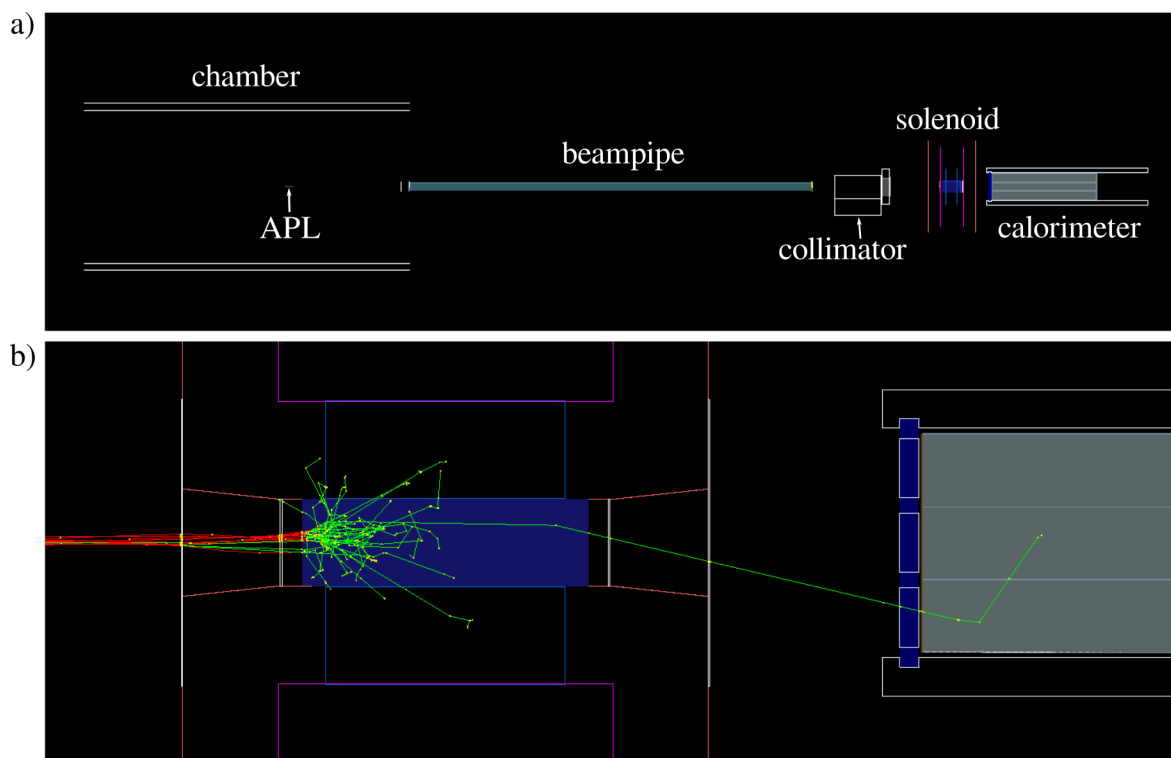 a)
chamber
solenoid
beampipe
APL
collimator
calorimeter
b)